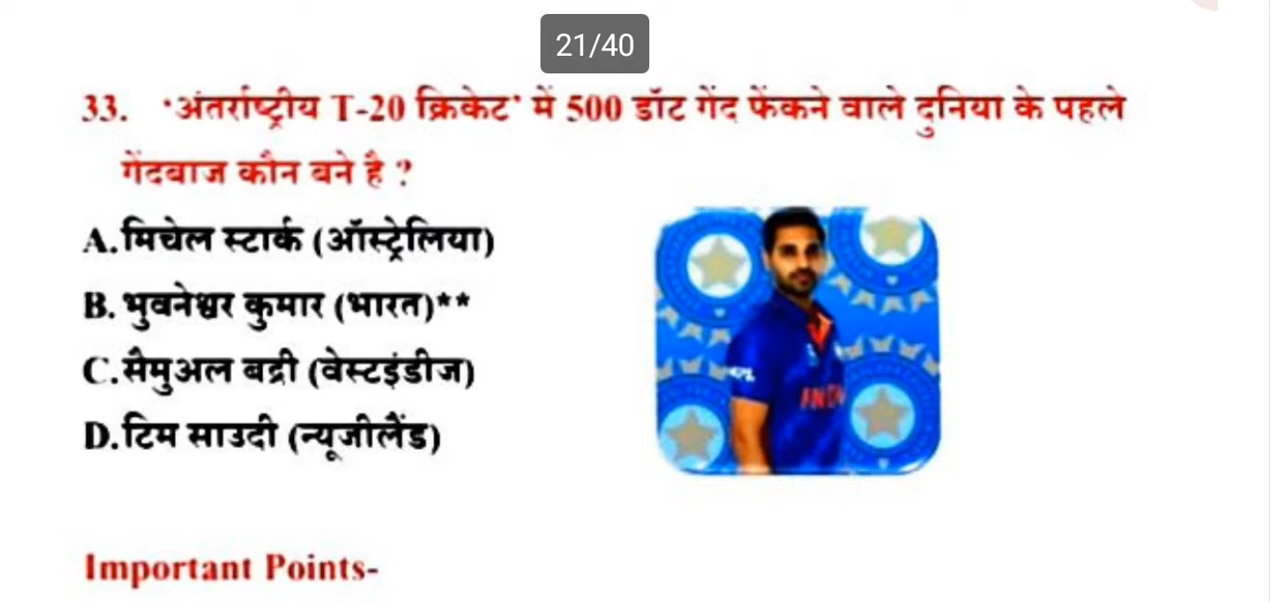 21/40
33. 'अंतर्राष्ट्रीय T-20 क्रिकेट' में 500 डॉट गेंद फेंकने वाले दुनिया के पहले
गेंदबाज कौन बने है ?
A.मिचेल स्टार्क (ऑस्ट्रेलिया)
B. भुवनेश्वर कुमार (भारत)**
C.सैमुअल बद्री (वेस्टइंडीज)
D.टिम साउदी (न्यूजीलैंड)
Important Points-